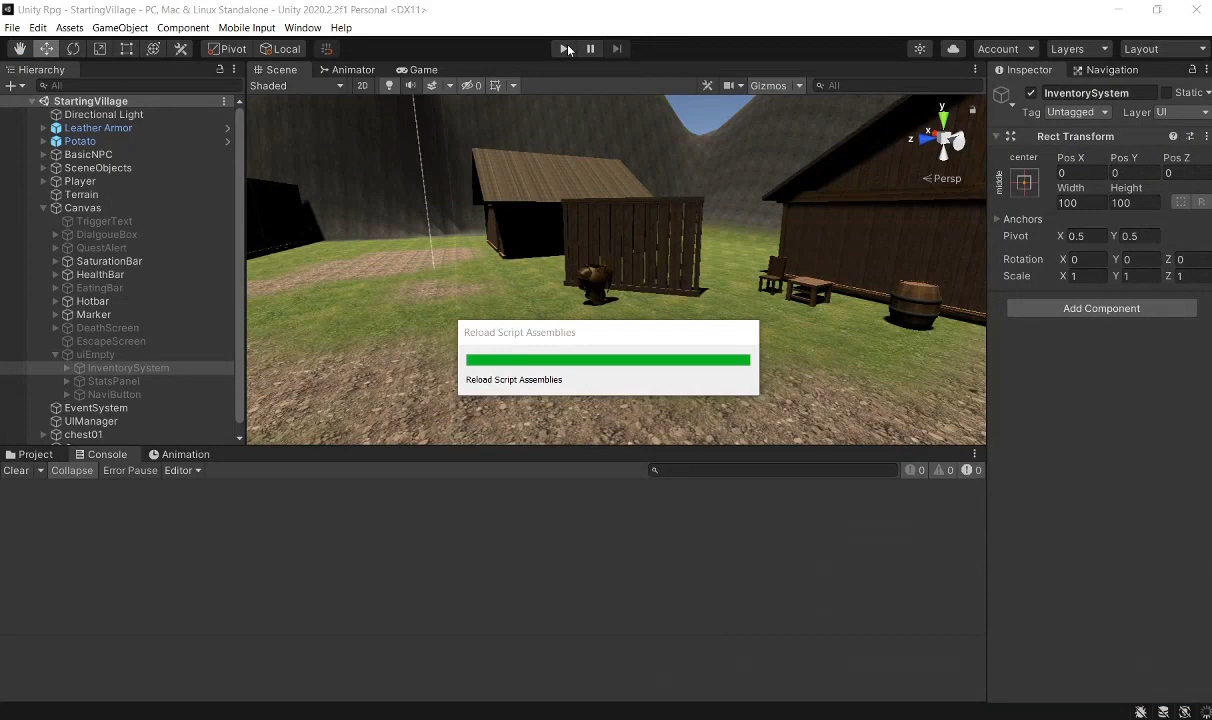 Unity Rpg - StartingVillage - PC, Mac & Linux Standalone - Unity 2020.2.2f1 Personal <DX11>
File Edit Assets GameObject Component Mobile Input Window Help
Pivot Local Account Layers Layout
Hierarchy
All
StartingVillage
Directional Light
Leather Armor
Potato
BasicNPC
SceneObjects
Player
Terrain
Canvas
TriggerText
DialgoueBox
QuestAlert
SaturationBar
HealthBar
EatingBar
Hotbar
Marker
DeathScreen
EscapeScreen
uiEmpty
InventorySystem
StatsPanel
NaviButton
EventSystem
UIManager
chest01
Scene Animator Game
Shaded 2D 0 Gizmos All
y
x
z
Persp
Reload Script Assemblies
Reload Script Assemblies
Inspector Navigation
InventorySystem Static
Tag Untagged Layer UI
Rect Transform
center Pos X Pos Y Pos Z
middle 0 0 0
Width Height
100 100 R
Anchors
Pivot X 0.5 Y 0.5
Rotation X 0 Y 0 Z 0
Scale X 1 Y 1 Z 1
Add Component
Project Console Animation
Clear Collapse Error Pause Editor 0 0 0